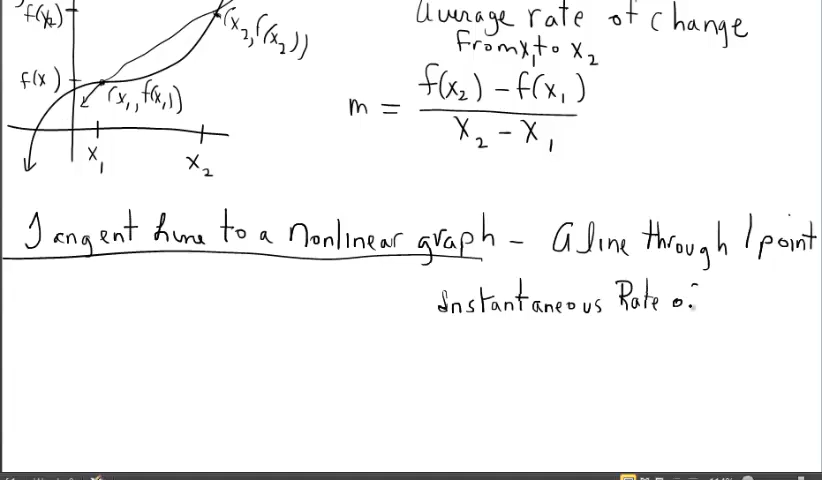 f(x₂)
(x₂, f(x₂))
Average rate of change
from x₁ to x₂
f(x)
(x₁, f(x₁)
m = f(x₂) - f(x₁)
x₂ - x₁
x₁
x₂
Tangent Line to a Nonlinear graph - A line through 1 point
Instantaneous Rate o